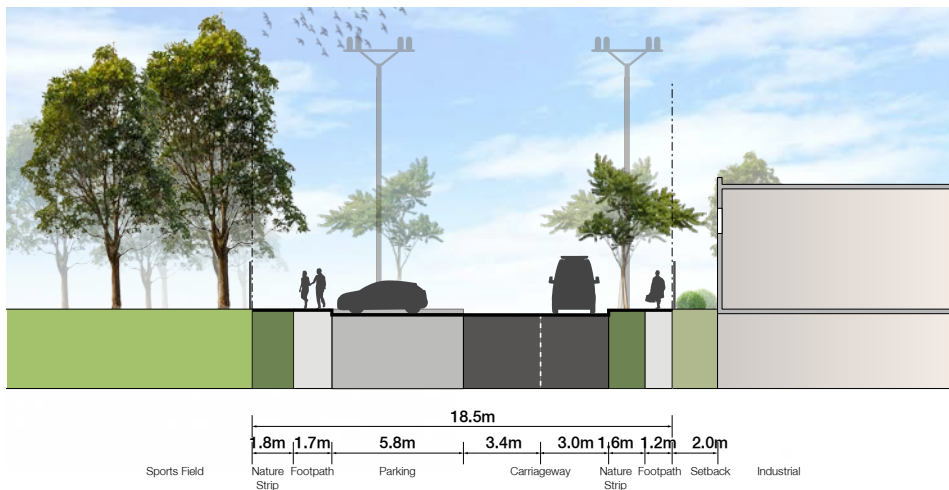 18.5m
1.8m 1.7m 5.8m 3.4m 3.0m 1.6m 1.2m 2.0m
Sports Field Nature Footpath Parking Carriageway Nature Footpath Setback Industrial
Strip Strip